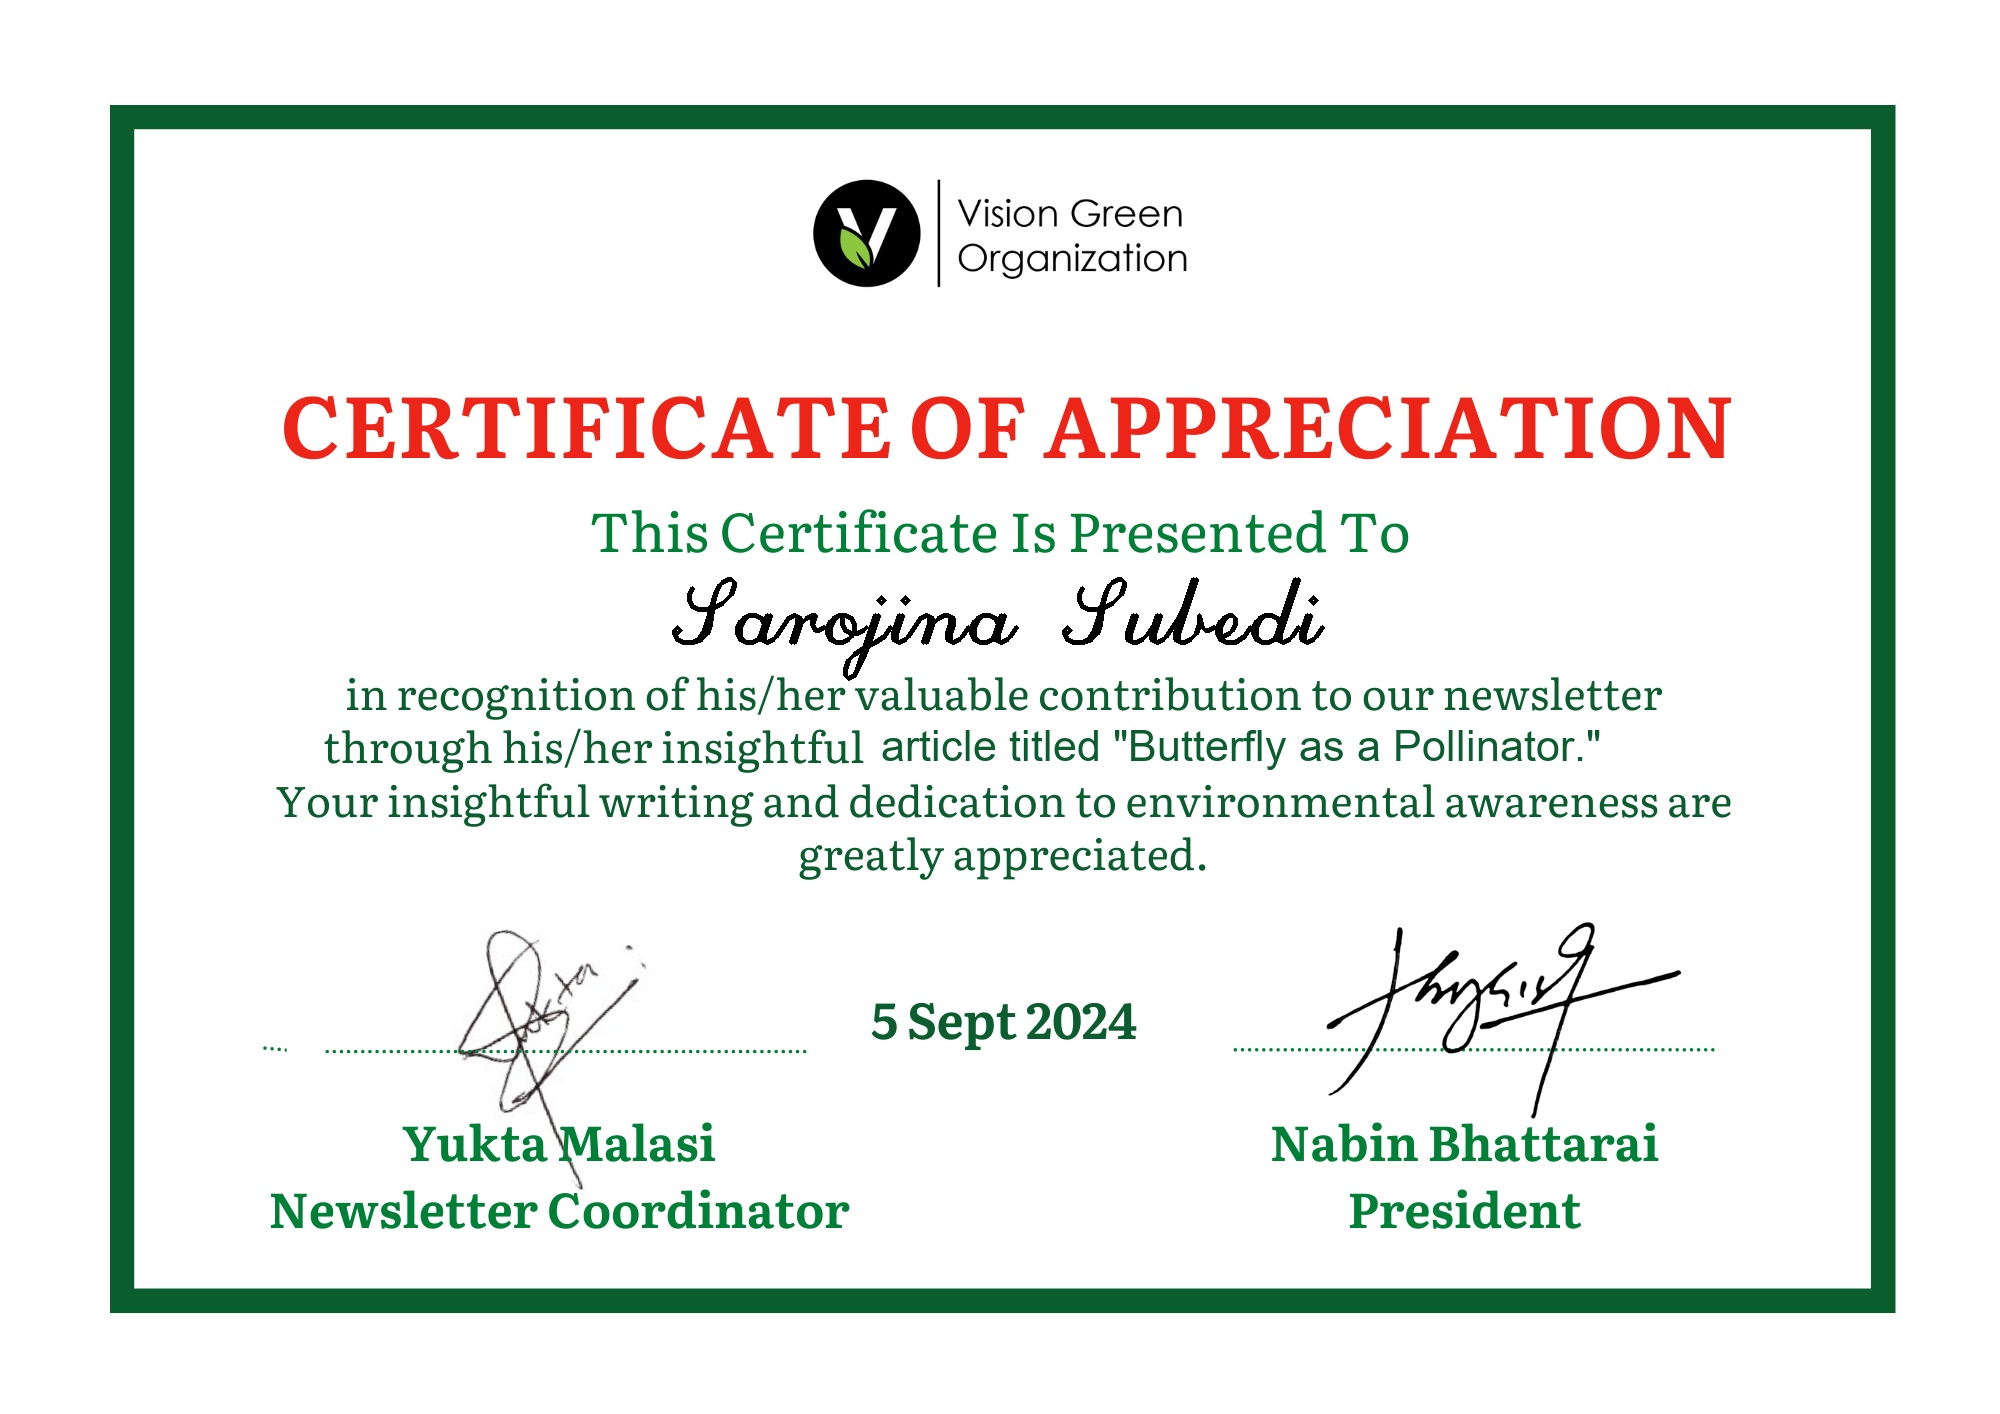 Vision Green
Organization
CERTIFICATE OF APPRECIATION
This Certificate Is Presented To
Sarojina Subedi
in recognition of his/her valuable contribution to our newsletter
through his/her insightful article titled "Butterfly as a Pollinator."
Your insightful writing and dedication to environmental awareness are
greatly appreciated.
5 Sept 2024
Yukta Malasi
Newsletter Coordinator
Nabin Bhattarai
President